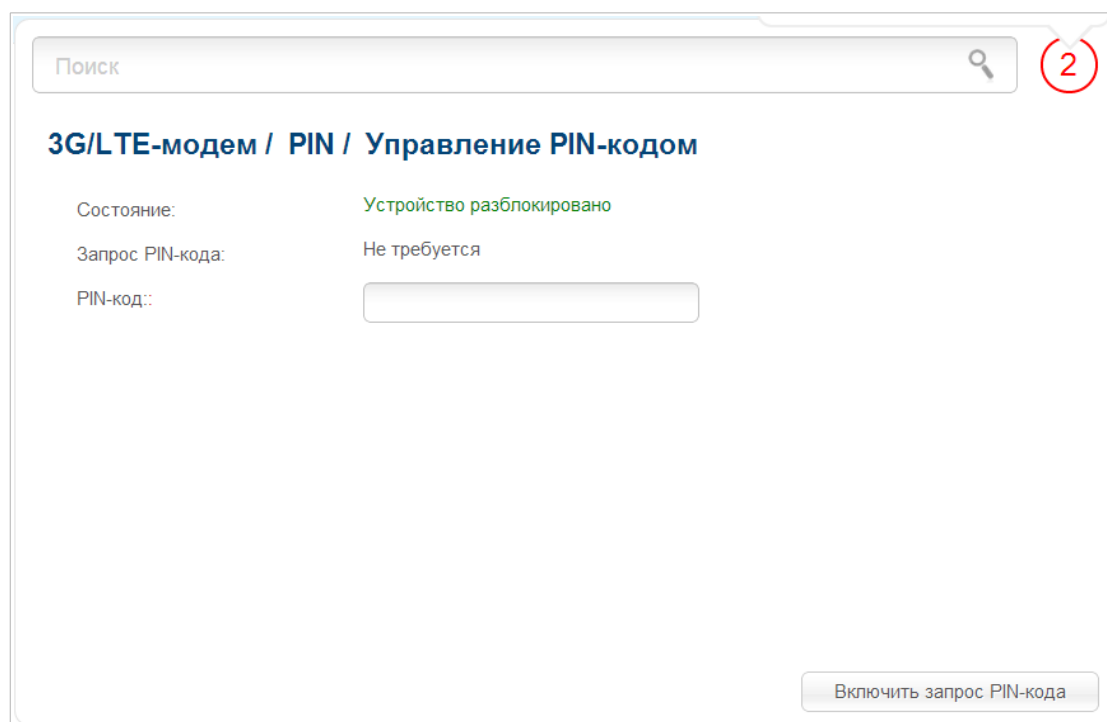 Поиск
2
3G/LTE-модем / PIN / Управление PIN-кодом
Состояние: Устройство разблокировано
Запрос PIN-кода: Не требуется
PIN-код::
Включить запрос PIN-кода